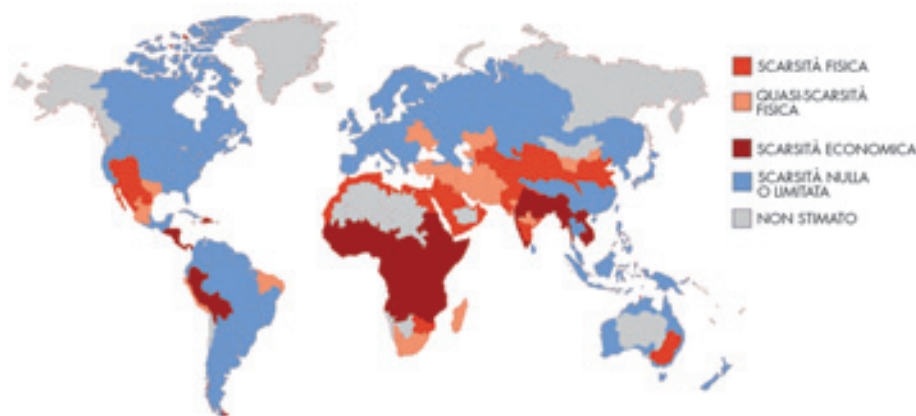 SCARSITÀ FISICA
QUASI-SCARSITÀ
FISICA
SCARSITÀ ECONOMICA
SCARSITÀ NULLA
O LIMITATA
NON STIMATO